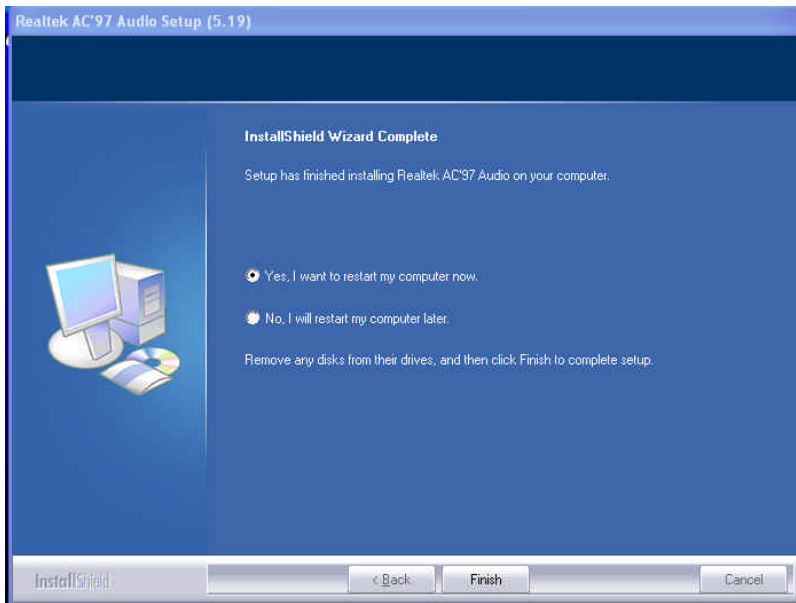 Realtek AC'97 Audio Setup (5.19)
InstallShield Wizard Complete
Setup has finished installing Realtek AC'97 Audio on your computer.
Yes, I want to restart my computer now.
No, I will restart my computer later.
Remove any disks from their drives, and then click Finish to complete setup.
InstallShield
< Back Finish Cancel